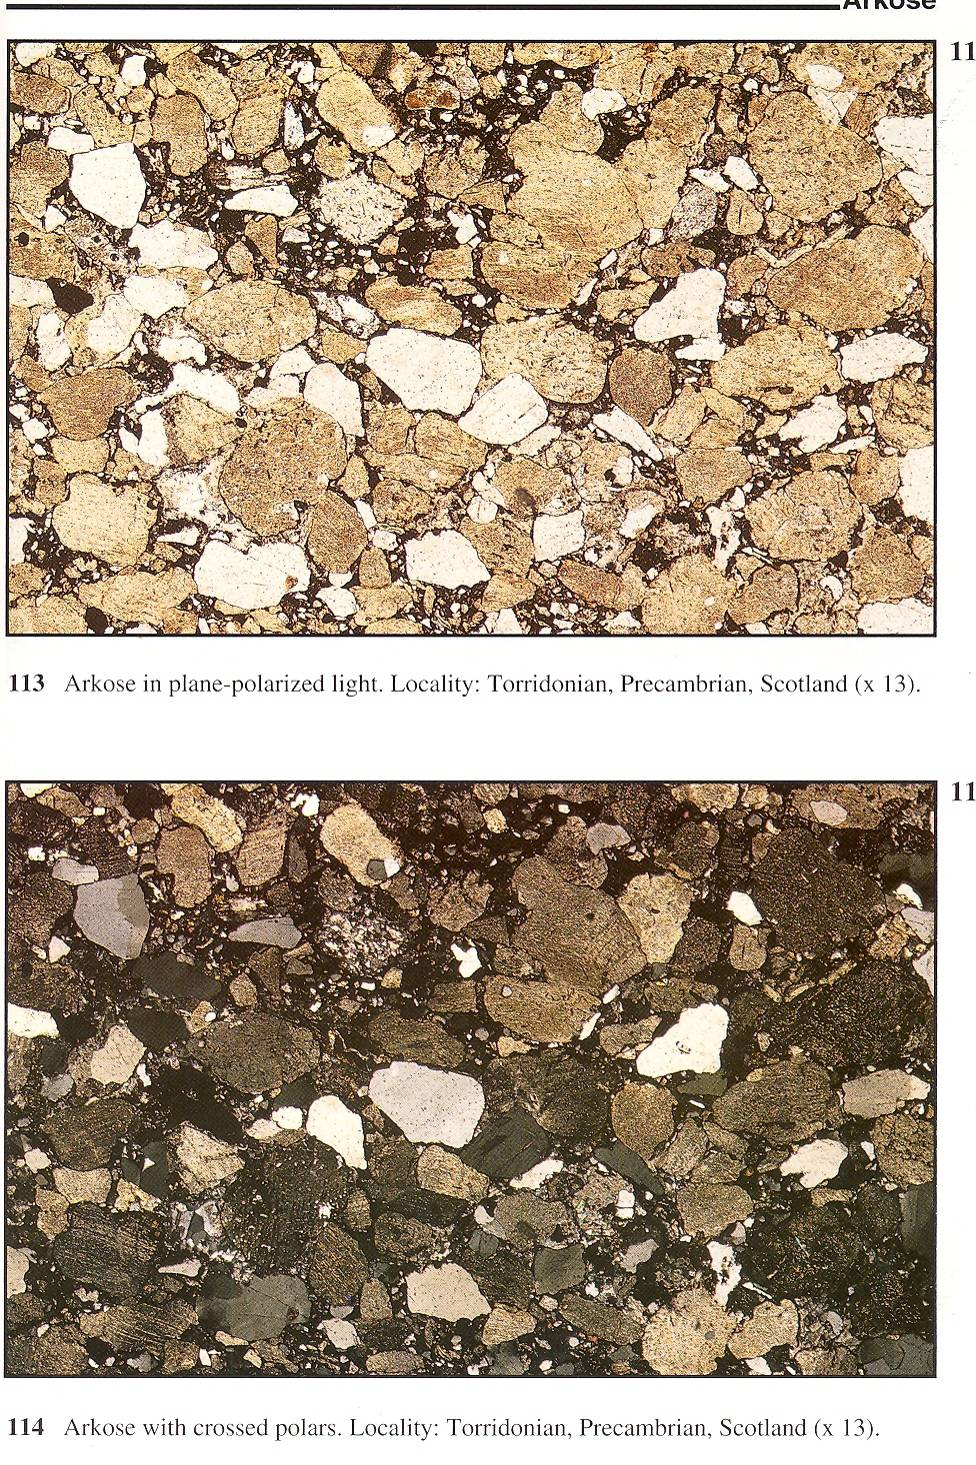 Arkose
11
113 Arkose in plane-polarized light. Locality: Torridonian, Precambrian, Scotland (x 13).
11
114 Arkose with crossed polars. Locality: Torridonian, Precambrian, Scotland (x 13).